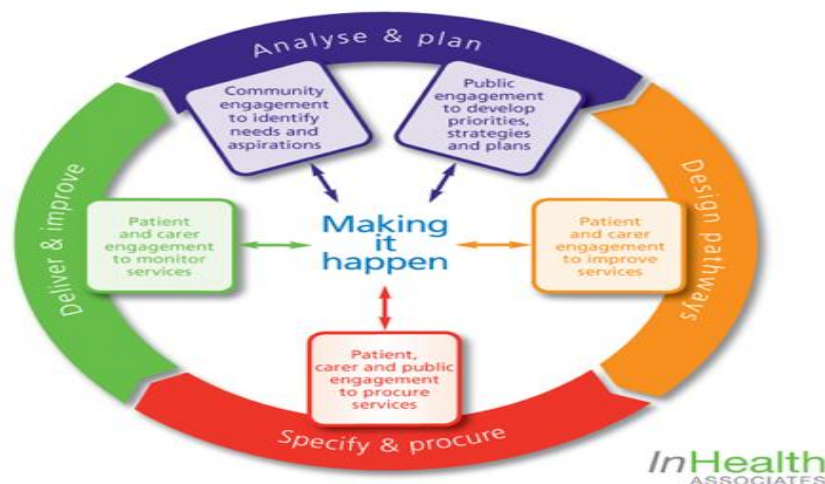 Analyse & plan
Community
engagement
to identify
needs and
aspirations
Public
engagement
to develop
priorities,
strategies
and plans
Design pathways
Deliver & improve
Patient
and carer
engagement
to monitor
services
Making
it
happen
Patient
and carer
engagement
to improve
services
Patient,
carer and public
engagement
to procure
services
Specify & procure
InHealth
ASSOCIATES